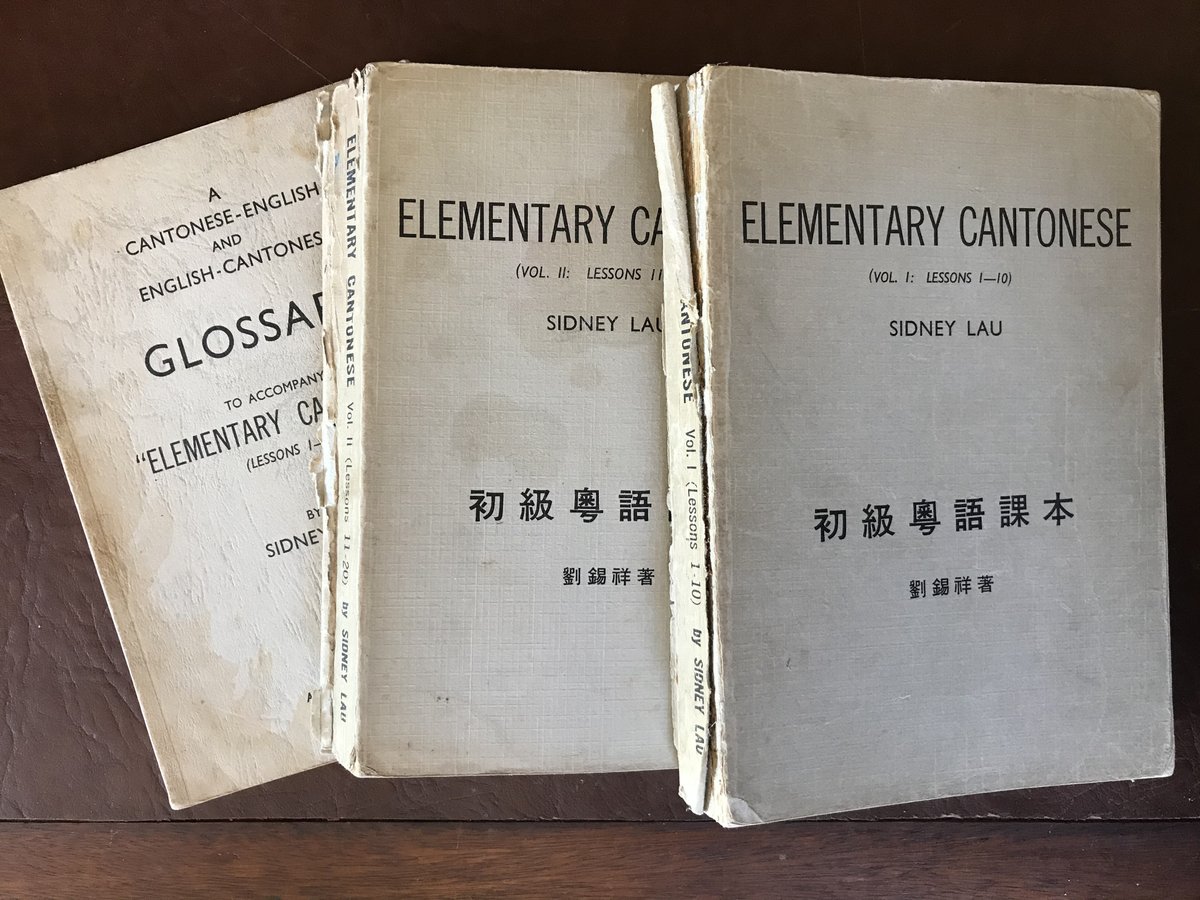 A
CANTONESE-ENGLISH
AND
ENGLISH-CANTONES
GLOSSAR
TO ACCOMPANY
"ELEMENTARY CA
(LESSONS I—
BY
SIDNEY
A
ELEMENTARY CANTONESE Vol. II (Lessons 11-20) by SIDNEY LAU
ELEMENTARY CA
(VOL. II: LESSONS 11
SIDNEY LAU
初級粵語
劉錫祥著
ANTONESE Vol. I (Lessons 1-10) by SIDNEY LAU
ELEMENTARY CANTONESE
(VOL. I: LESSONS 1—10)
SIDNEY LAU
初級粵語課本
劉錫祥著